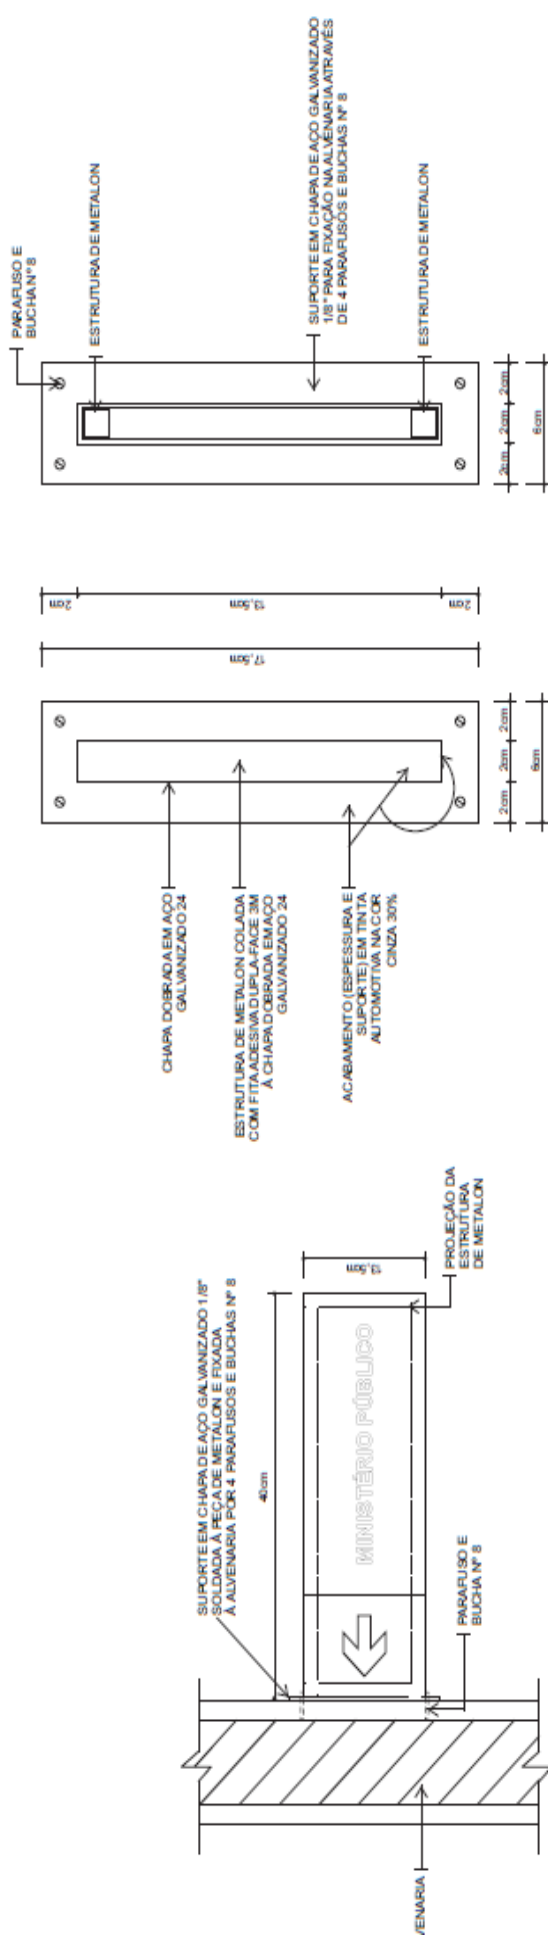 SUPORTE EM CHAPA DE AÇO GALVANIZADO 1/8"
SOLDADA À PEÇA DE METALON E FIXADA
À ALVENARIA POR 4 PARAFUSOS E BUCHAS Nº 8
40cm
MINISTÉRIO PÚBLICO
13,5cm
PROJEÇÃO DA
ESTRUTURA
DE METALON
PARAFUSO E
BUCHA Nº 8
VENARIA
CHAPA DOBRADA EM AÇO
GALVANIZADO 24
ESTRUTURA DE METALON COLADA
COM FITA ADESIVA DUPLA-FACE 3M
À CHAPA DOBRADA EM AÇO
GALVANIZADO 24
ACABAMENTO (ESPESSURA E
SUPORTE) EM TINTA
AUTOMOTIVA NA COR
CINZA 30%
2cm
2cm
2cm
6cm
17,5cm
2cm
13,5cm
2cm
PARAFUSO E
BUCHA Nº 8
ESTRUTURA DE METALON
SUPORTE EM CHAPA DE AÇO GALVANIZADO
1/8" PARA FIXAÇÃO NA ALVENARIA ATRAVÉS
DE 4 PARAFUSOS E BUCHAS Nº 8
ESTRUTURA DE METALON
2cm
2cm
2cm
6cm